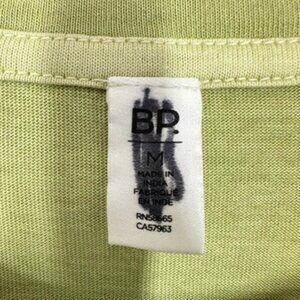 BP.
M
MADE IN
INDIA
FABRIQUÉ
EN INDE
RN58665
CA57963